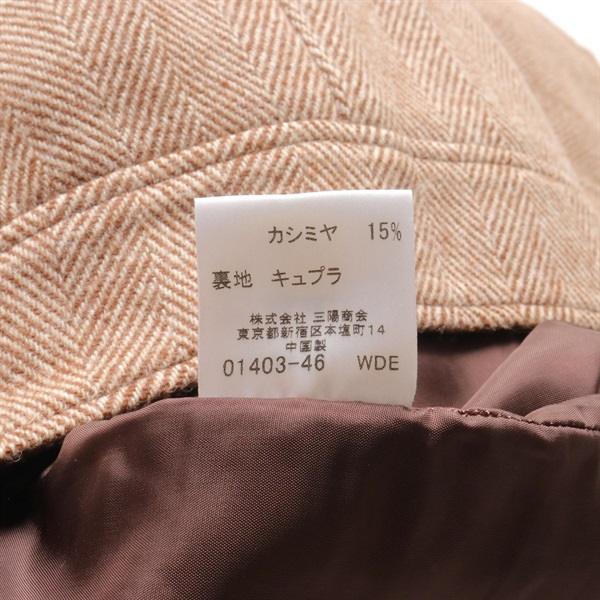 カシミヤ 15%
裏地 キュプラ
株式会社 三陽商会
東京都新宿区本塩町14
中国製
01403-46 WDE